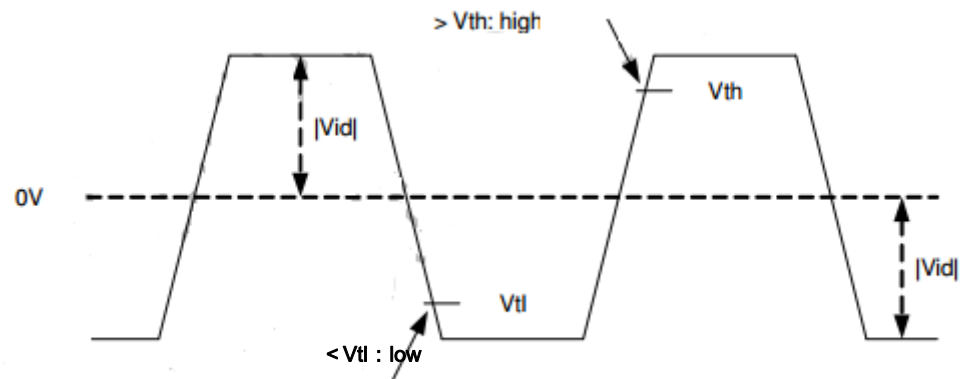 > Vth: high
Vth
|Vid|
0V
|Vid|
Vtl
< Vtl : low